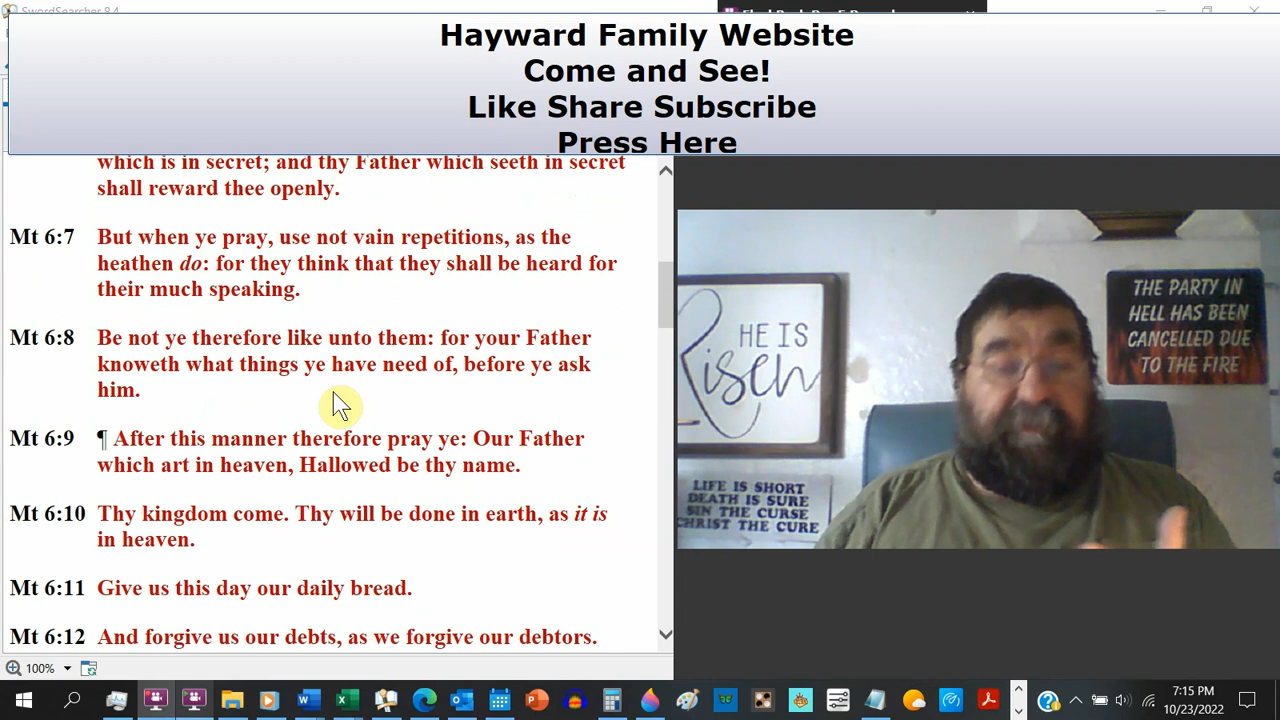 SwordSearcher 8.4
Hayward Family Website
Come and See!
Like Share Subscribe
Press Here
which is in secret; and thy Father which seeth in secret
shall reward thee openly.
Mt 6:7 But when ye pray, use not vain repetitions, as the
heathen do: for they think that they shall be heard for
their much speaking.
Mt 6:8 Be not ye therefore like unto them: for your Father
knoweth what things ye have need of, before ye ask
him.
Mt 6:9 ¶ After this manner therefore pray ye: Our Father
which art in heaven, Hallowed be thy name.
Mt 6:10 Thy kingdom come. Thy will be done in earth, as it is
in heaven.
Mt 6:11 Give us this day our daily bread.
Mt 6:12 And forgive us our debts, as we forgive our debtors.
100%
HE IS
Risen
THE PARTY IN
HELL HAS BEEN
CANCELLED DUE
TO THE FIRE
LIFE IS SHORT
DEATH IS SURE
SIN THE CURSE
CHRIST THE CURE
7:15 PM
10/23/2022